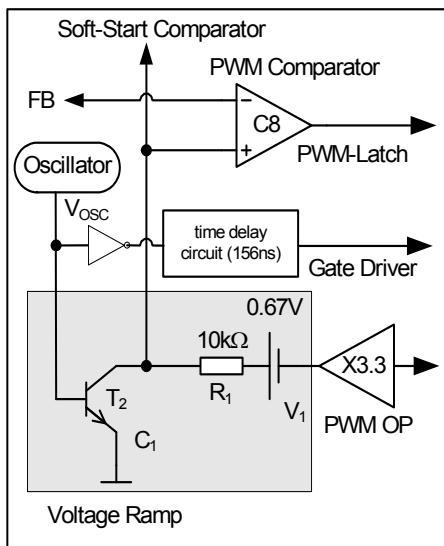 Soft-Start Comparator
PWM Comparator
FB
C8
PWM-Latch
Oscillator
VOSC
time delay
circuit (156ns)
Gate Driver
0.67V
10kΩ
X3.3
R1
T2
V1
C1
PWM OP
Voltage Ramp